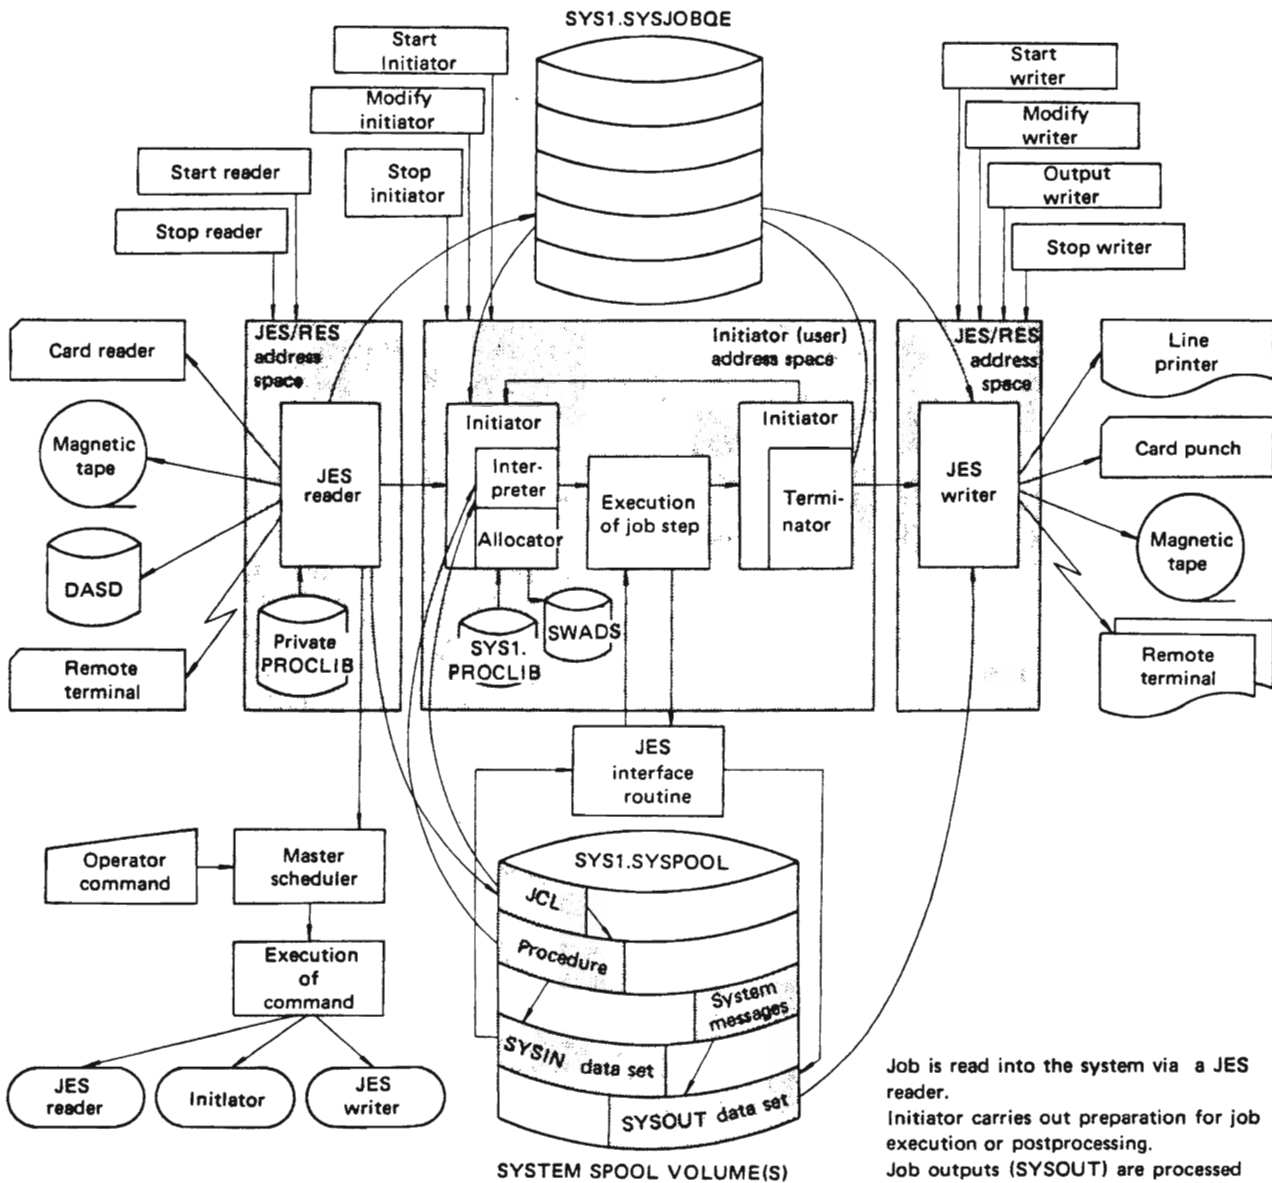 SYS1.SYSJOBQE
Start
Initiator
Modify
initiator
Stop
initiator
Start reader
Stop reader
Start
writer
Modify
writer
Output
writer
Stop writer
Card reader
Magnetic
tape
DASD
Remote
terminal
JES/RES
address
space
JES
reader
Private
PROCLIB
Initiator (user)
address space
Initiator
Inter-
preter
Allocator
SYS1.
PROCLIB
SWADS
Execution
of job step
Initiator
Termi-
nator
JES/RES
address
space
JES
writer
Line
printer
Card punch
Magnetic
tape
Remote
terminal
JES
interface
routine
Operator
command
Master
scheduler
Execution
of
command
JES
reader
Initiator
JES
writer
SYS1.SYSPOOL
JCL
Procedure
System
messages
SYSIN data set
SYSOUT data set
SYSTEM SPOOL VOLUME(S)
Job is read into the system via a JES
reader.
Initiator carries out preparation for job
execution or postprocessing.
Job outputs (SYSOUT) are processed